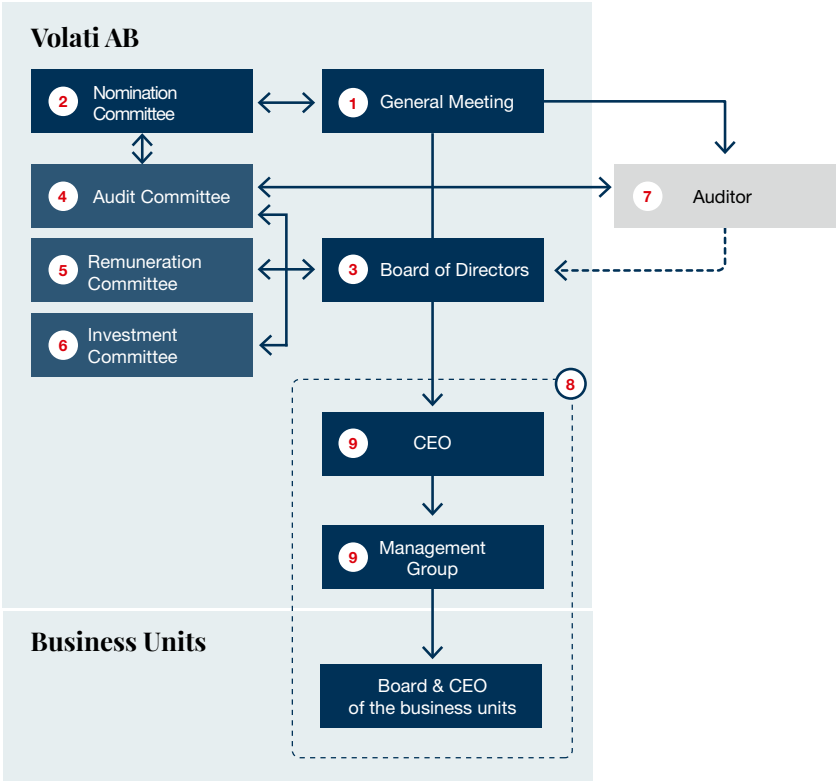 Volati AB
2
Nomination
Committee
1
General Meeting
4
Audit Committee
7
Auditor
5
Remuneration
Committee
3
Board of Directors
6
Investment
Committee
8
9
CEO
9
Management
Group
Business Units
Board & CEO
of the business units